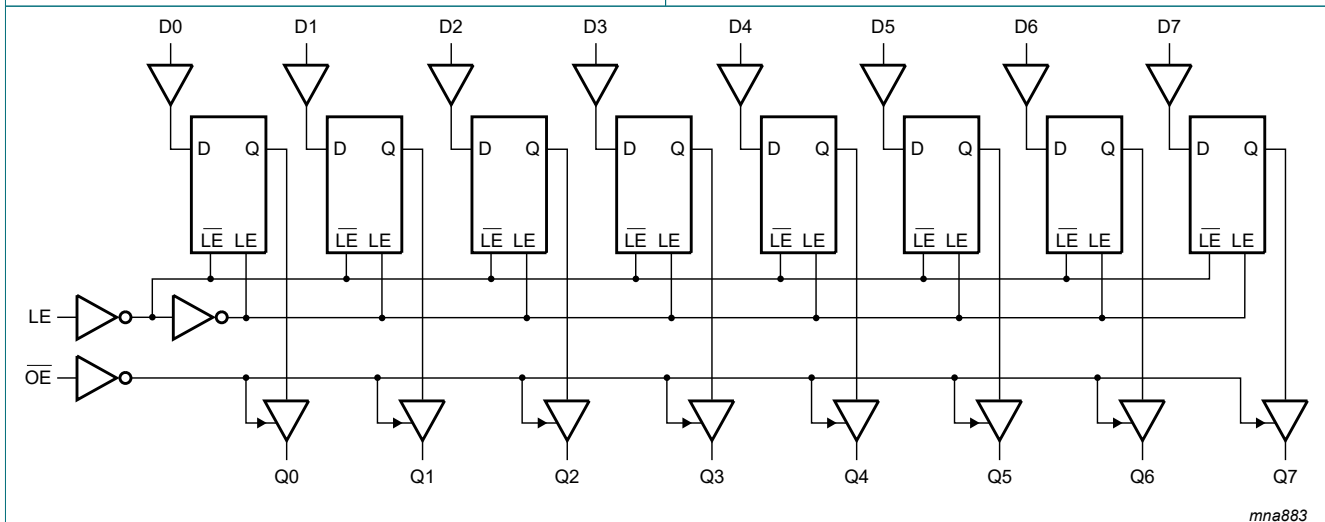 D0 D1 D2 D3 D4 D5 D6 D7
D Q D Q D Q D Q D Q D Q D Q D Q
L̅E̅ LE L̅E̅ LE L̅E̅ LE L̅E̅ LE L̅E̅ LE L̅E̅ LE L̅E̅ LE L̅E̅ LE
LE
O̅E̅
Q0 Q1 Q2 Q3 Q4 Q5 Q6 Q7
mna883